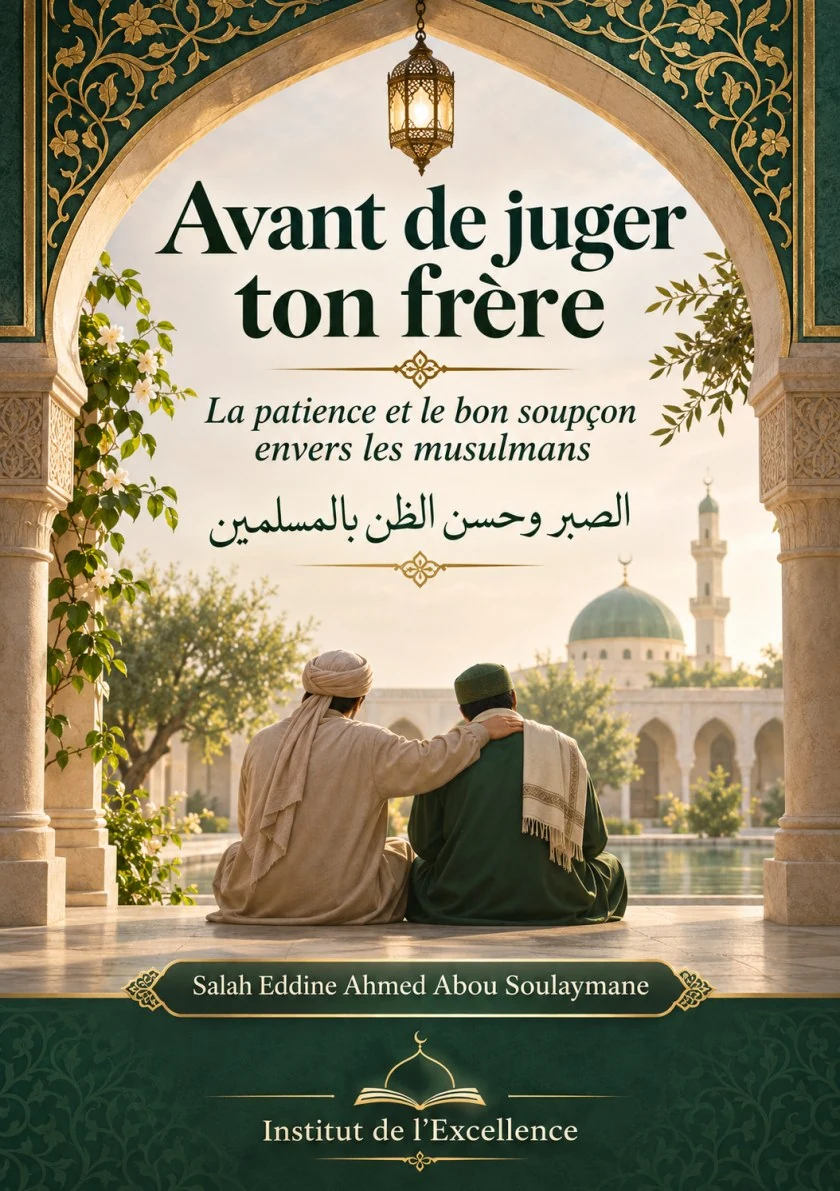 Avant de juger
ton frère
La patience et le bon soupçon
envers les musulmans
الصبر وحسن الظن بالمسلمين
Salah Eddine Ahmed Abou Soulaymane
Institut de l'Excellence